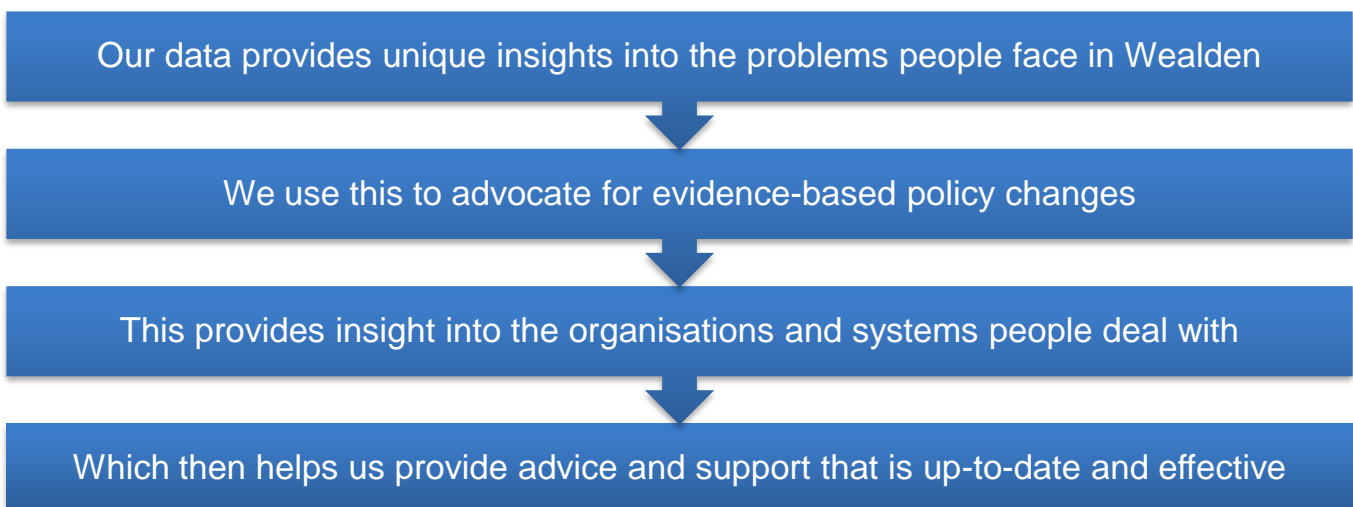 Our data provides unique insights into the problems people face in Wealden
We use this to advocate for evidence-based policy changes
This provides insight into the organisations and systems people deal with
Which then helps us provide advice and support that is up-to-date and effective